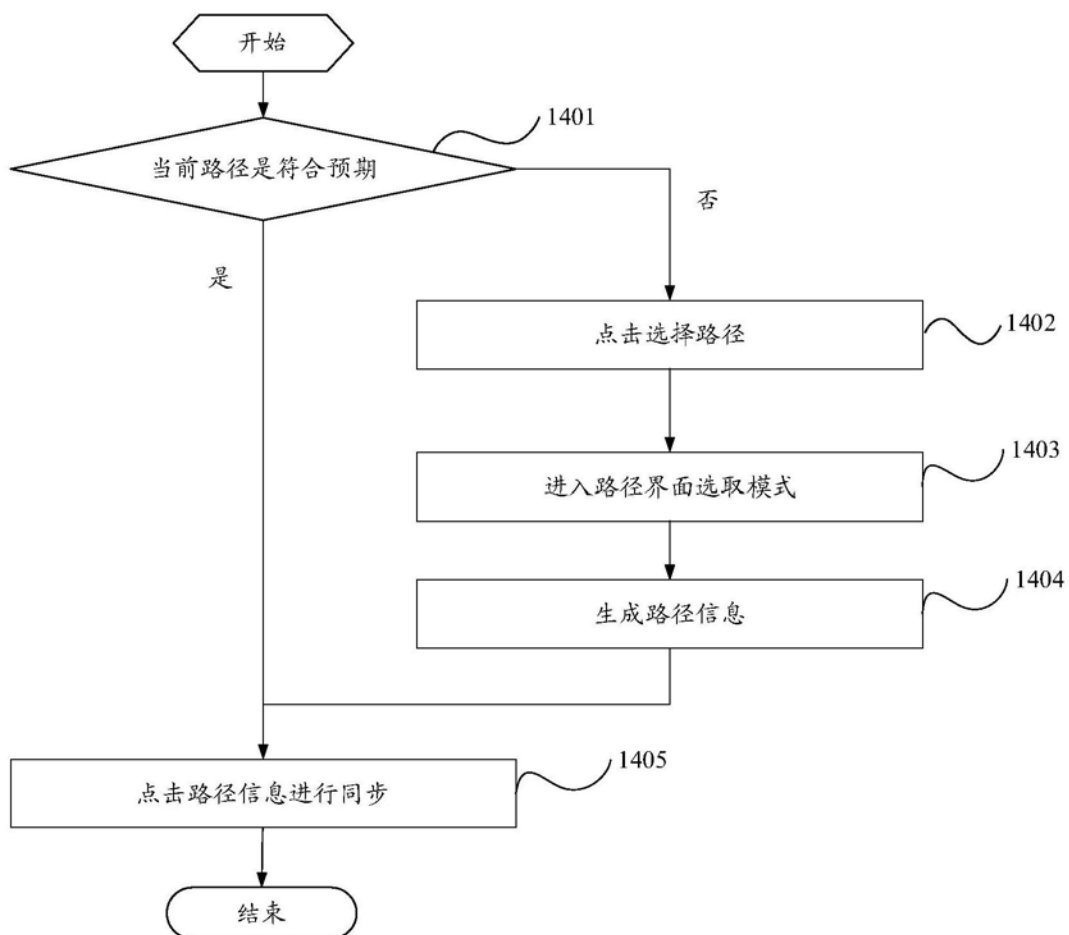 开始
1401
当前路径是符合预期
否
是
点击选择路径
1402
进入路径界面选取模式
1403
生成路径信息
1404
点击路径信息进行同步
1405
结束